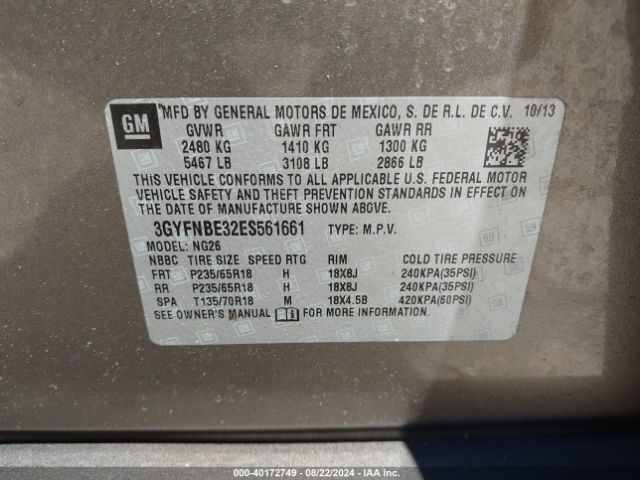 GM
MFD BY GENERAL MOTORS DE MEXICO, S. DE R.L. DE C.V. 10/13
GVWR GAWR FRT GAWR RR
2480 KG 1410 KG 1300 KG
5467 LB 3108 LB 2866 LB
THIS VEHICLE CONFORMS TO ALL APPLICABLE U.S. FEDERAL MOTOR
VEHICLE SAFETY AND THEFT PREVENTION STANDARDS IN EFFECT ON
THE DATE OF MANUFACTURE SHOWN ABOVE.
3GYFNBE32ES561661 TYPE: M.P.V.
MODEL: NG26
NBBC TIRE SIZE SPEED RTG RIM COLD TIRE PRESSURE
FRT P235/65R18 H 18X8J 240KPA(35PSI)
RR P235/65R18 H 18X8J 240KPA(35PSI)
SPA T135/70R18 M 18X4.5B 420KPA(60PSI)
SEE OWNER'S MANUAL FOR MORE INFORMATION.
000-40172749 - 08/22/2024 - IAA Inc.